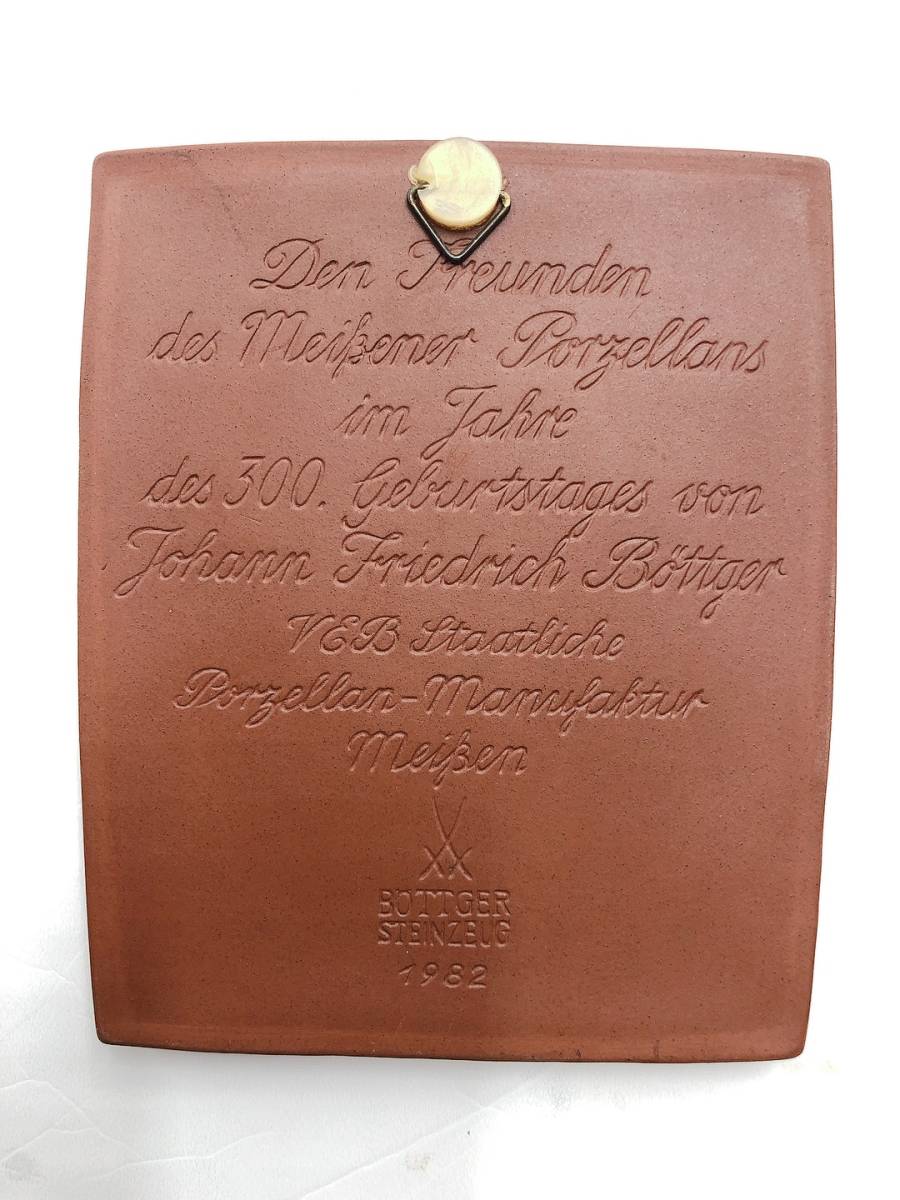 Den Freunden
des Meißener Porzellans
im Jahre
des 300. Geburtstages von
Johann Friedrich Böttger
VEB Staatliche
Porzellan-Manufaktur
Meißen
BÖTTGER
STEINZEUG
1982